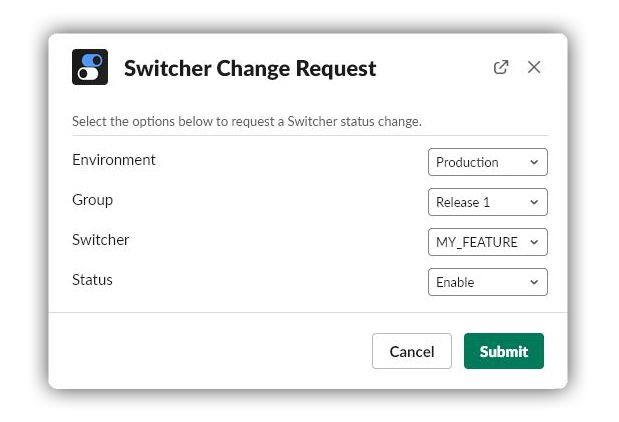 Switcher Change Request
Select the options below to request a Switcher status change.
Environment Production
Group Release 1
Switcher MY_FEATURE
Status Enable
Cancel Submit